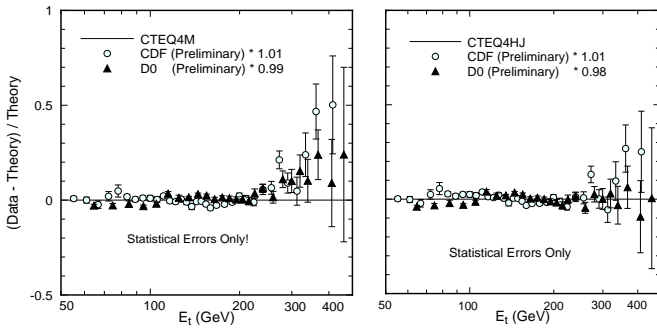 CTEQ4M
CDF (Preliminary) * 1.01
D0 (Preliminary) * 0.99
1
0.5
0
-0.5
(Data - Theory) / Theory
Statistical Errors Only!
50
100
200
300
400
E t (GeV)
CTEQ4HJ
CDF (Preliminary) * 1.01
D0 (Preliminary) * 0.98
Statistical Errors Only
50
100
200
300
400
E t (GeV)